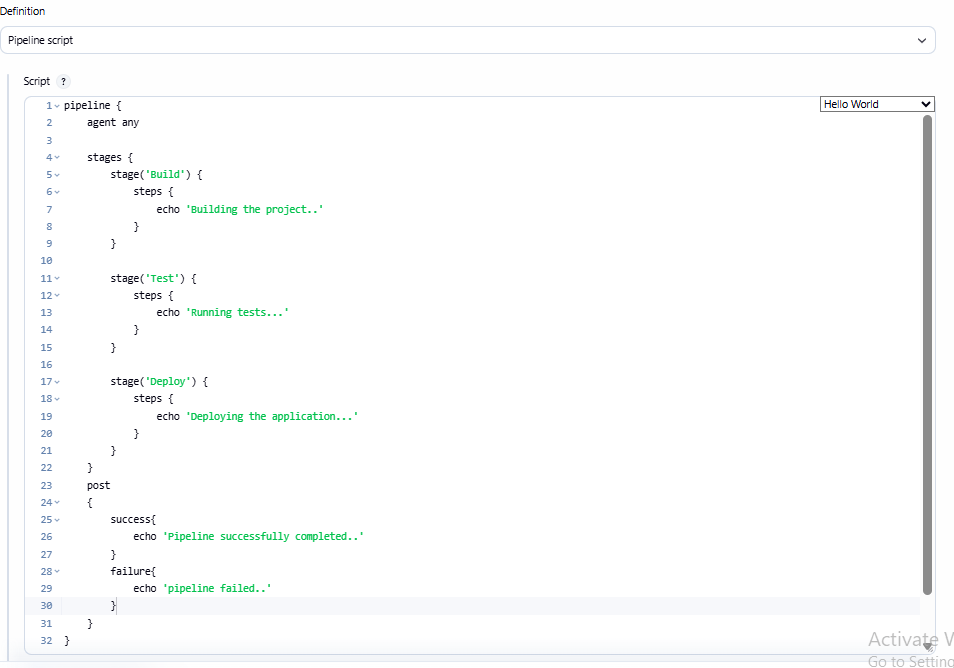 Definition
Pipeline script
Script ?
Hello World
1 pipeline {
2     agent any
3
4     stages {
5         stage('Build') {
6             steps {
7                 echo 'Building the project..'
8             }
9         }
10
11         stage('Test') {
12             steps {
13                 echo 'Running tests...'
14             }
15         }
16
17         stage('Deploy') {
18             steps {
19                 echo 'Deploying the application...'
20             }
21         }
22     }
23     post
24     {
25         success{
26             echo 'Pipeline successfully completed..'
27         }
28         failure{
29             echo 'pipeline failed..'
30         }
31     }
32 }
Activate W
Go to Setting